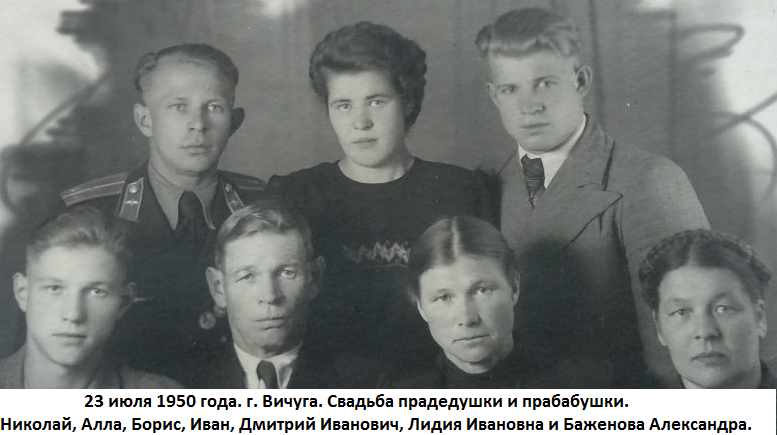 23 июля 1950 года. г. Вичуга. Свадьба прадедушки и прабабушки.
Николай, Алла, Борис, Иван, Дмитрий Иванович, Лидия Ивановна и Баженова Александра.